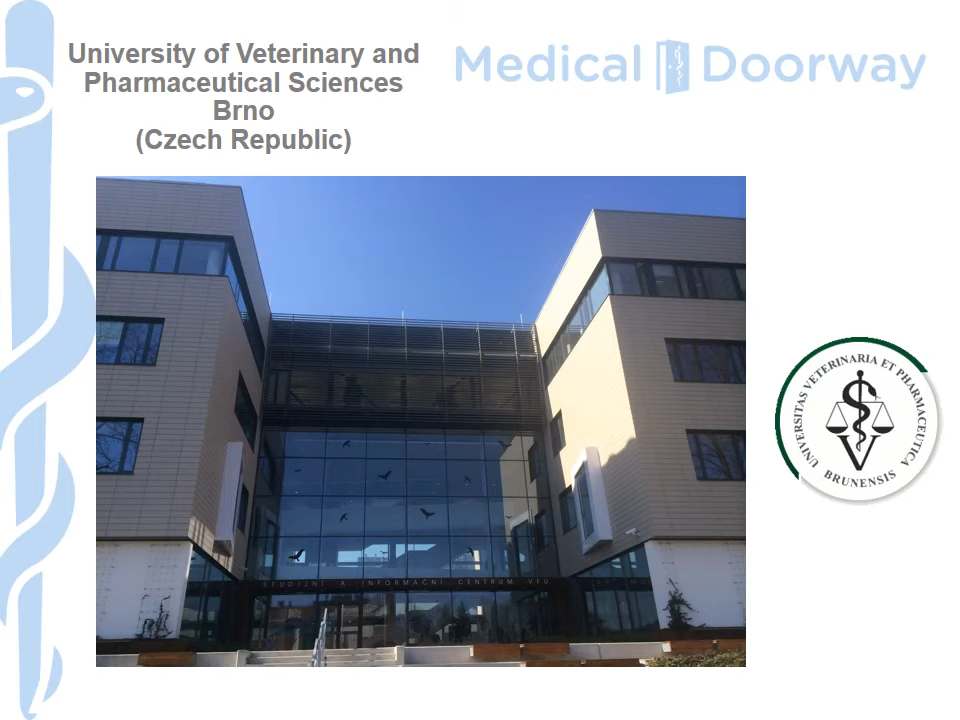 University of Veterinary and
Pharmaceutical Sciences
Brno
(Czech Republic)
Medical Doorway
STUDIJNÍ A INFORMAČNÍ CENTRUM VFU
UNIVERSITAS VETERINARIA ET PHARMACEUTICA
BRUNENSIS